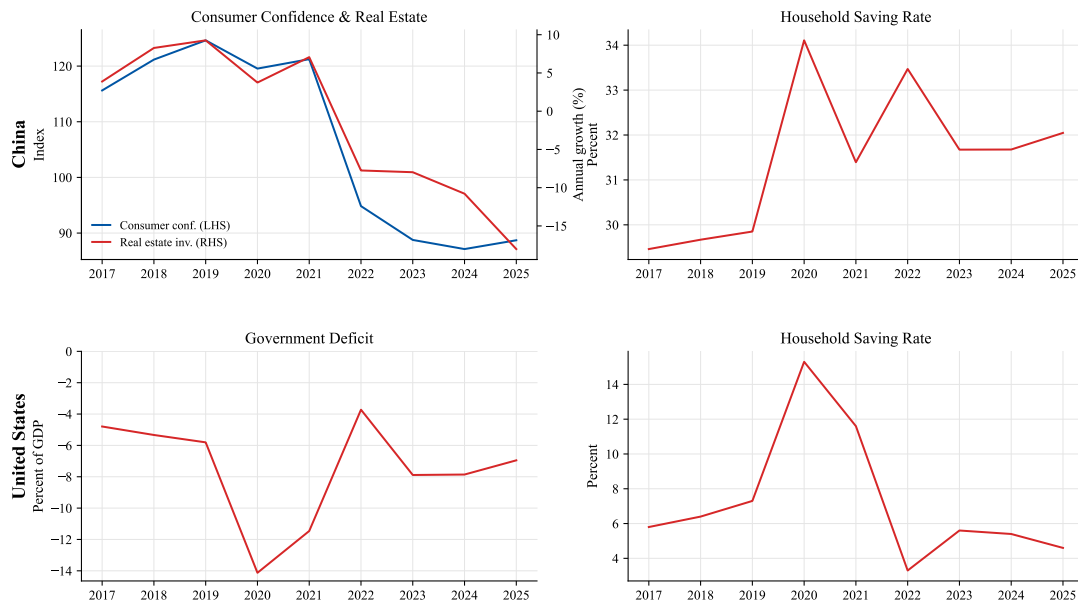 Consumer Confidence & Real Estate
China
Index
120
110
100
90
10
5
0
−5
−10
−15
Annual growth (%)
Consumer conf. (LHS)
Real estate inv. (RHS)
2017 2018 2019 2020 2021 2022 2023 2024 2025
Household Saving Rate
Percent
34
33
32
31
30
2017 2018 2019 2020 2021 2022 2023 2024 2025
Government Deficit
United States
Percent of GDP
0
−2
−4
−6
−8
−10
−12
−14
2017 2018 2019 2020 2021 2022 2023 2024 2025
Household Saving Rate
Percent
14
12
10
8
6
4
2017 2018 2019 2020 2021 2022 2023 2024 2025